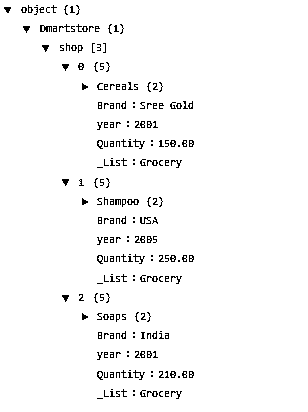 object {1}
Dmartstore {1}
shop [3]
0 {5}
Cereals {2}
Brand : Sree Gold
year : 2001
Quantity : 150.00
_List : Grocery
1 {5}
Shampoo {2}
Brand : USA
year : 2005
Quantity : 250.00
_List : Grocery
2 {5}
Soaps {2}
Brand : India
year : 2001
Quantity : 210.00
_List : Grocery